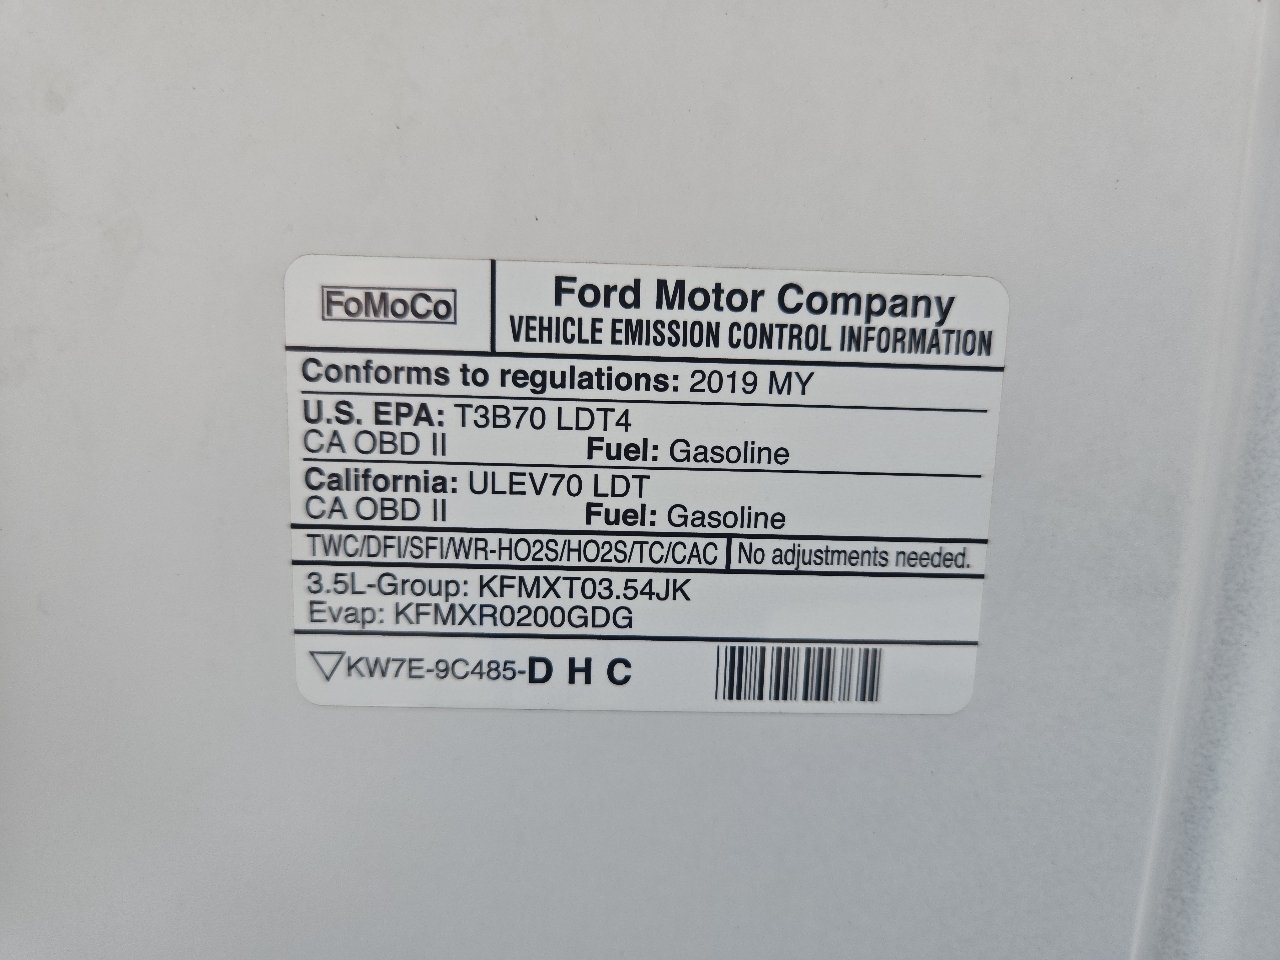 FoMoCo
Ford Motor Company
VEHICLE EMISSION CONTROL INFORMATION
Conforms to regulations: 2019 MY
U.S. EPA: T3B70 LDT4
CA OBD II Fuel: Gasoline
California: ULEV70 LDT
CA OBD II Fuel: Gasoline
TWC/DFI/SFI/WR-HO2S/HO2S/TC/CAC No adjustments needed.
3.5L-Group: KFMXT03.54JK
Evap: KFMXR0200GDG
KW7E-9C485-D H C